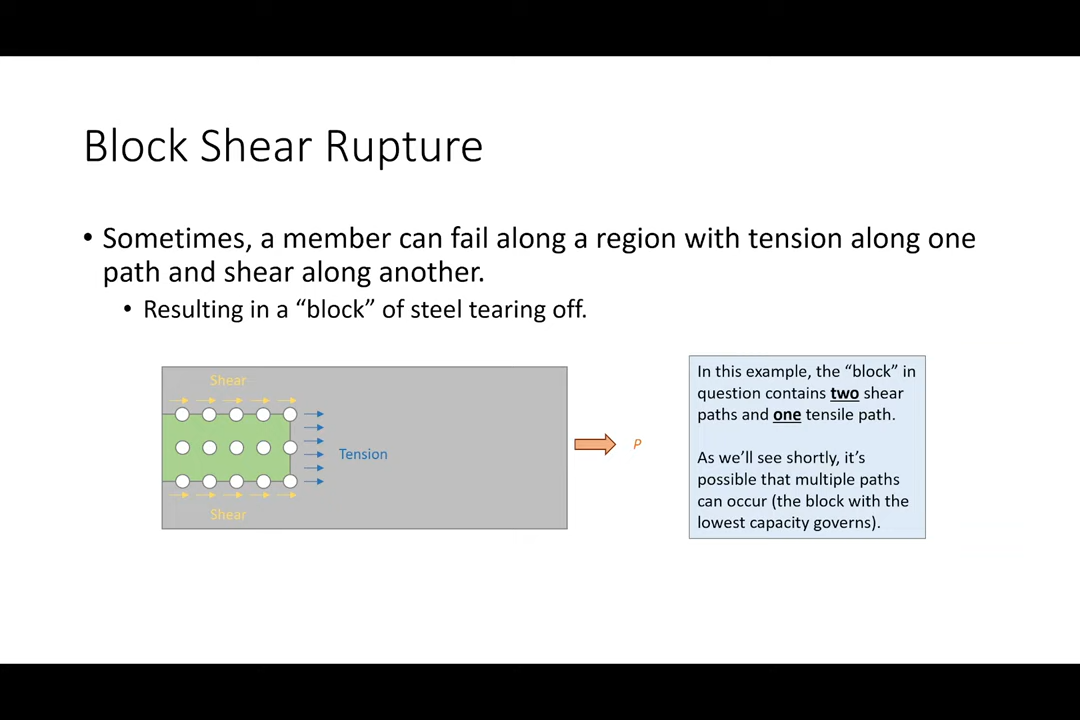 Block Shear Rupture
• Sometimes, a member can fail along a region with tension along one
path and shear along another.
• Resulting in a “block” of steel tearing off.
Shear
Tension
Shear
P
In this example, the “block” in
question contains two shear
paths and one tensile path.
As we’ll see shortly, it’s
possible that multiple paths
can occur (the block with the
lowest capacity governs).